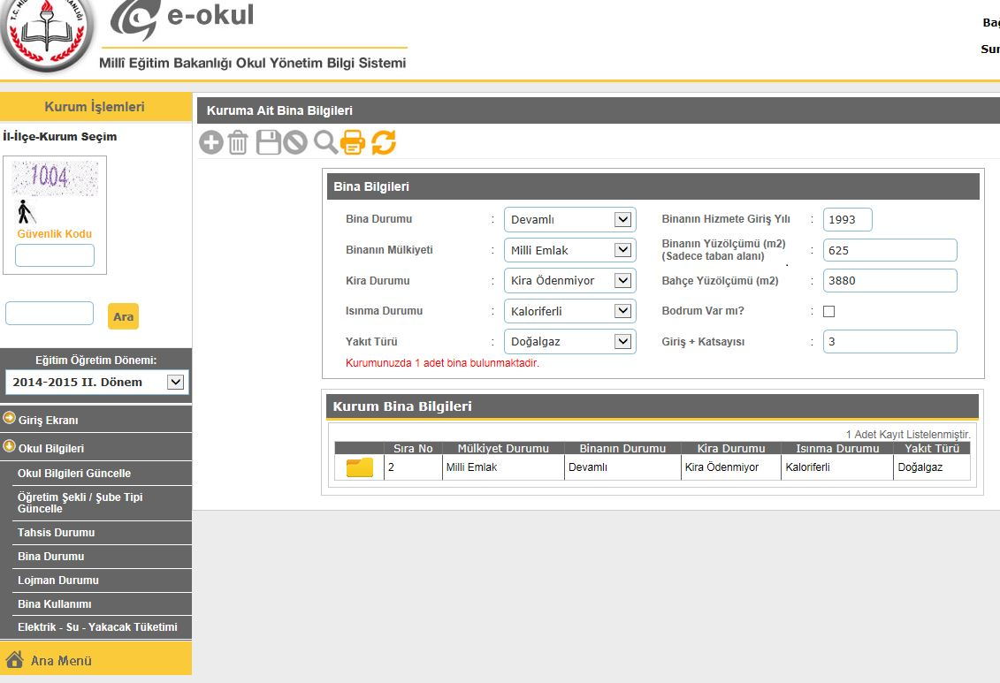 e-okul
Millî Eğitim Bakanlığı Okul Yönetim Bilgi Sistemi
Kurum İşlemleri
İl-İlçe-Kurum Seçim
1004
Güvenlik Kodu
Ara
Eğitim Öğretim Dönemi:
2014-2015 II. Dönem
Giriş Ekranı
Okul Bilgileri
Okul Bilgileri Güncelle
Öğretim Şekli / Şube Tipi
Güncelle
Tahsis Durumu
Bina Durumu
Lojman Durumu
Bina Kullanımı
Elektrik - Su - Yakacak Tüketimi
Ana Menü
Kuruma Ait Bina Bilgileri
Bina Bilgileri
Bina Durumu : Devamlı Binanın Hizmete Giriş Yılı : 1993
Binanın Mülkiyeti : Milli Emlak Binanın Yüzölçümü (m2) : 625
(Sadece taban alanı)
Kira Durumu : Kira Ödenmiyor Bahçe Yüzölçümü (m2) : 3880
Isınma Durumu : Kaloriferli Bodrum Var mı? :
Yakıt Türü : Doğalgaz Giriş + Katsayısı : 3
Kurumunuzda 1 adet bina bulunmaktadir.
Kurum Bina Bilgileri
1 Adet Kayıt Listelenmiştir.
Sıra No Mülkiyet Durumu Binanın Durumu Kira Durumu Isınma Durumu Yakıt Türü
2 Milli Emlak Devamlı Kira Ödenmiyor Kaloriferli Doğalgaz